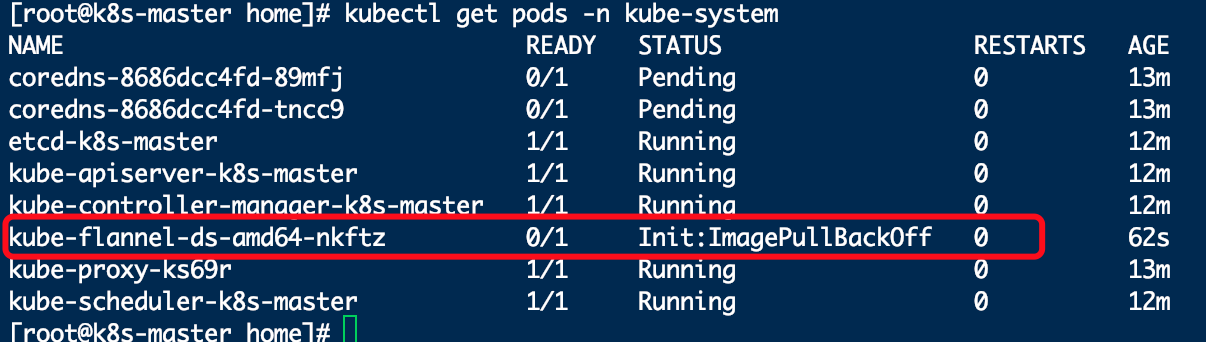 [root@k8s-master home]# kubectl get pods -n kube-system
NAME READY STATUS RESTARTS AGE
coredns-8686dcc4fd-89mfj 0/1 Pending 0 13m
coredns-8686dcc4fd-tncc9 0/1 Pending 0 13m
etcd-k8s-master 1/1 Running 0 12m
kube-apiserver-k8s-master 1/1 Running 0 12m
kube-controller-manager-k8s-master 1/1 Running 0 12m
kube-flannel-ds-amd64-nkftz 0/1 Init:ImagePullBackOff 0 62s
kube-proxy-ks69r 1/1 Running 0 13m
kube-scheduler-k8s-master 1/1 Running 0 12m
[root@k8s-master home]#